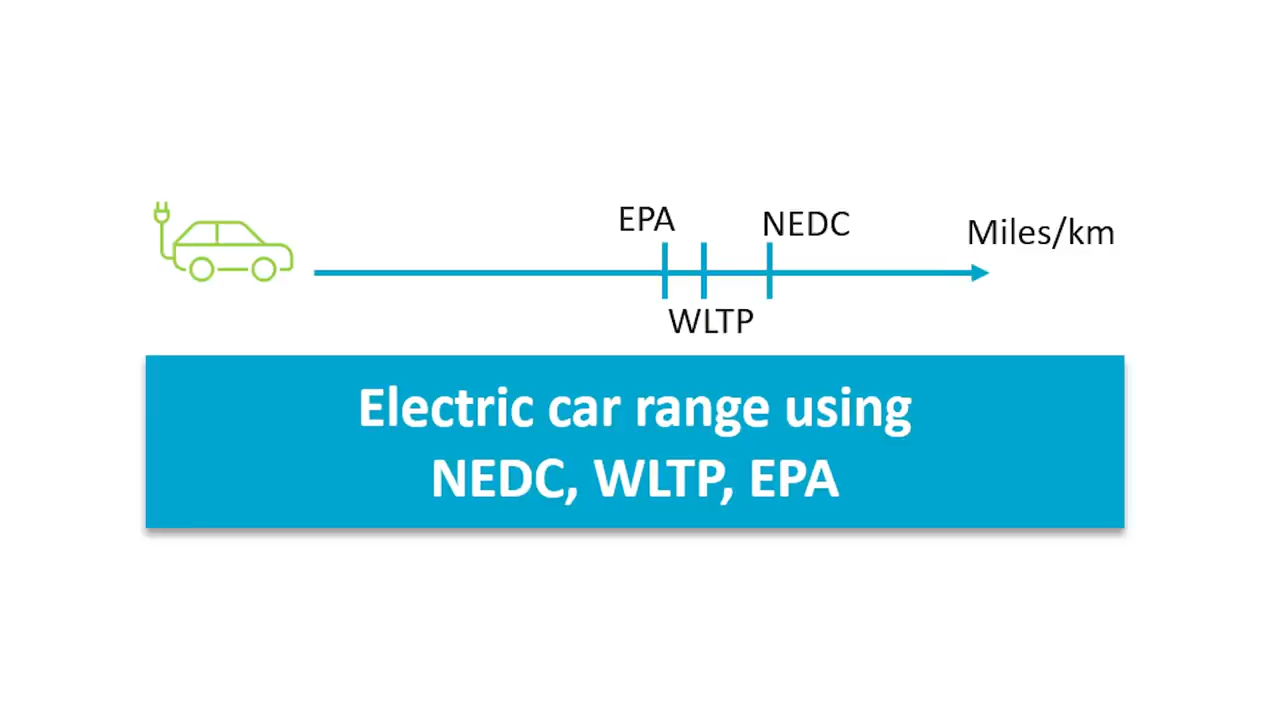 EPA
NEDC
Miles/km
WLTP
Electric car range using
NEDC, WLTP, EPA